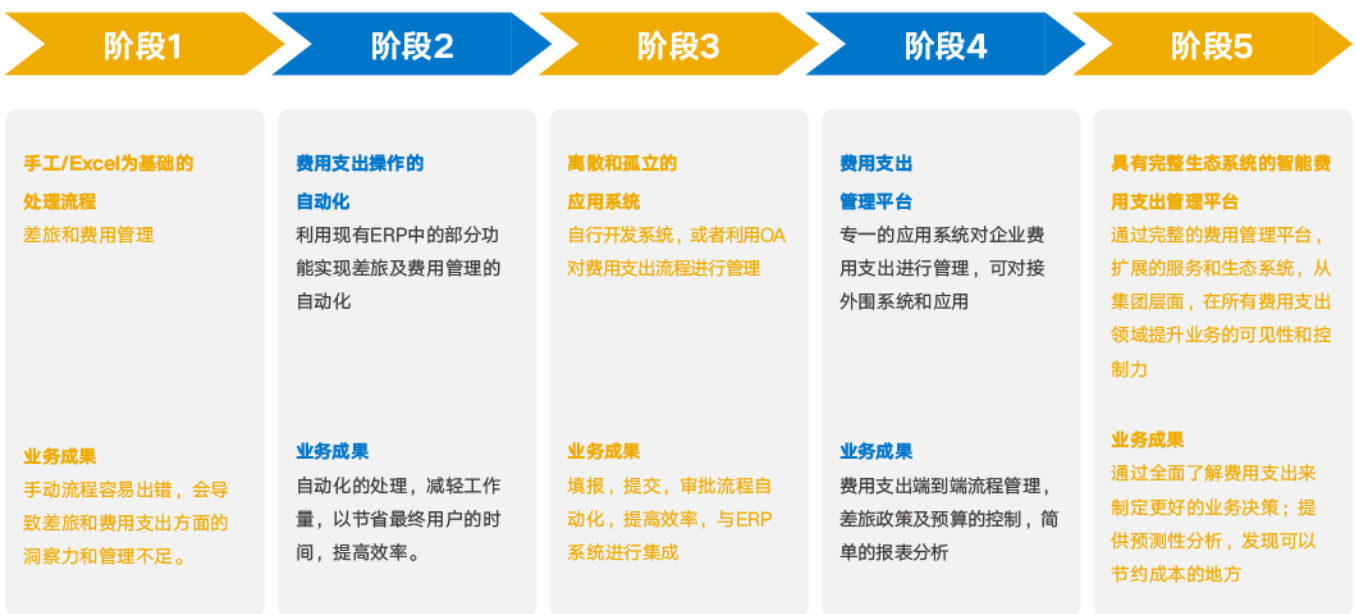 阶段1
阶段2
阶段3
阶段4
阶段5
手工/Excel为基础的
处理流程
差旅和费用管理
业务成果
手动流程容易出错，会导
致差旅和费用支出方面的
洞察力和管理不足。
费用支出操作的
自动化
利用现有ERP中的部分功
能实现差旅及费用管理的
自动化
业务成果
自动化的处理，减轻工作
量，以节省最终用户的时
间，提高效率。
离散和孤立的
应用系统
自行开发系统，或者利用OA
对费用支出流程进行管理
业务成果
填报，提交，审批流程自
动化，提高效率，与ERP
系统进行集成
费用支出
管理平台
专一的应用系统对企业费
用支出进行管理，可对接
外围系统和应用
业务成果
费用支出端到端流程管理，
差旅政策及预算的控制，简
单的报表分析
具有完整生态系统的智能费
用支出管理平台
通过完整的费用管理平台，
扩展的服务和生态系统，从
集团层面，在所有费用支出
领域提升业务的可见性和控
制力
业务成果
通过全面了解费用支出来
制定更好的业务决策；提
供预测性分析，发现可以
节约成本的地方